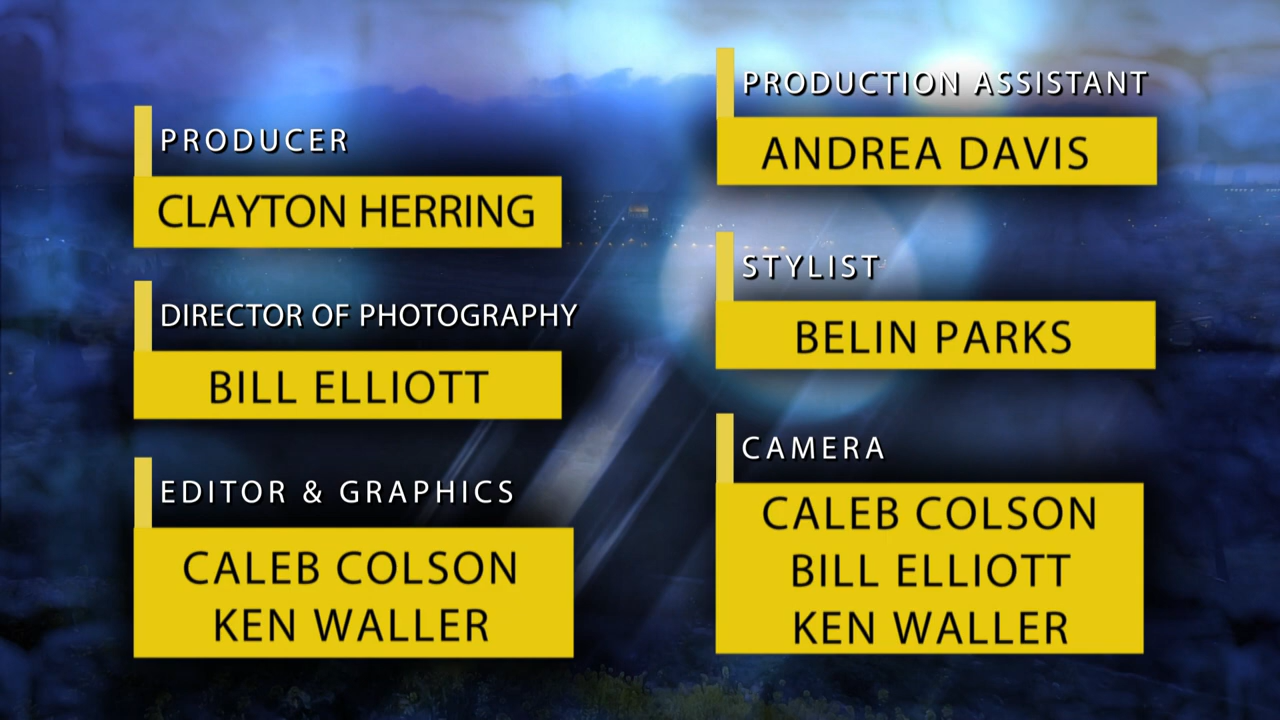 PRODUCER
CLAYTON HERRING
DIRECTOR OF PHOTOGRAPHY
BILL ELLIOTT
EDITOR & GRAPHICS
CALEB COLSON
KEN WALLER
PRODUCTION ASSISTANT
ANDREA DAVIS
STYLIST
BELIN PARKS
CAMERA
CALEB COLSON
BILL ELLIOTT
KEN WALLER